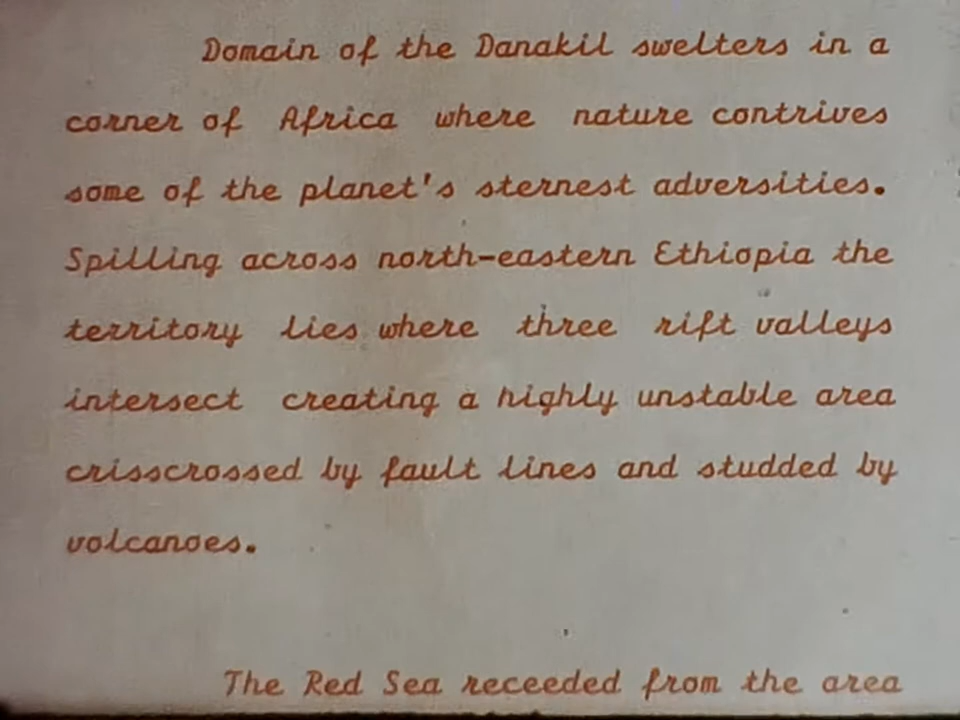 Domain of the Danakil swelters in a
corner of Africa where nature contrives
some of the planet's sternest adversities.
Spilling across north-eastern Ethiopia the
territory lies where three rift valleys
intersect creating a highly unstable area
crisscrossed by fault lines and studded by
volcanoes.
The Red Sea receeded from the area